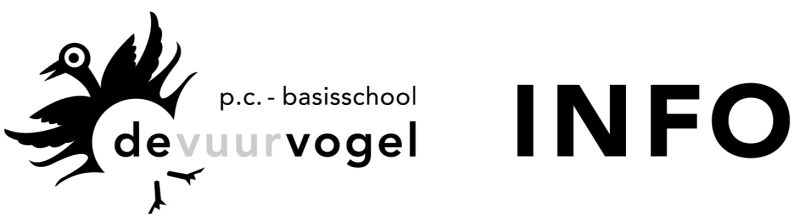 p.c. - basisschool
devuurvogel
INFO